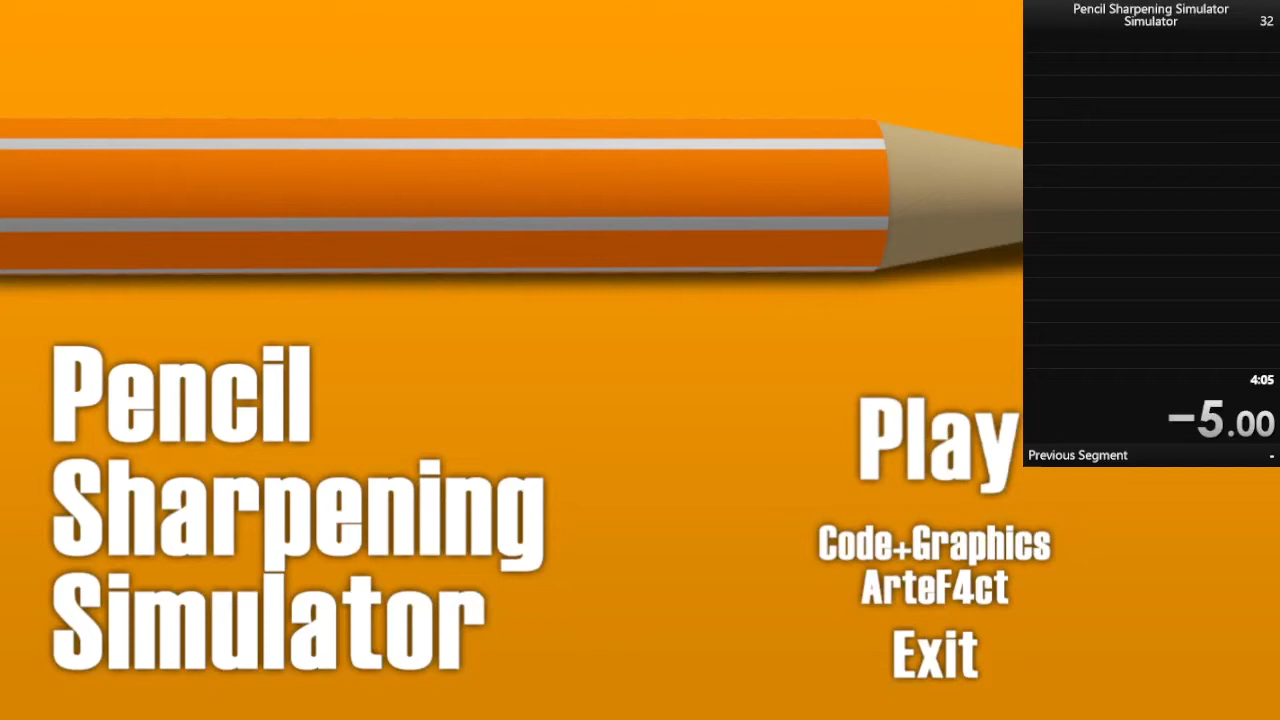 Pencil
Sharpening
Simulator
Play
Code+Graphics
ArteF4ct
Exit
Pencil Sharpening Simulator
Simulator 32
4:05
−5.00
Previous Segment -